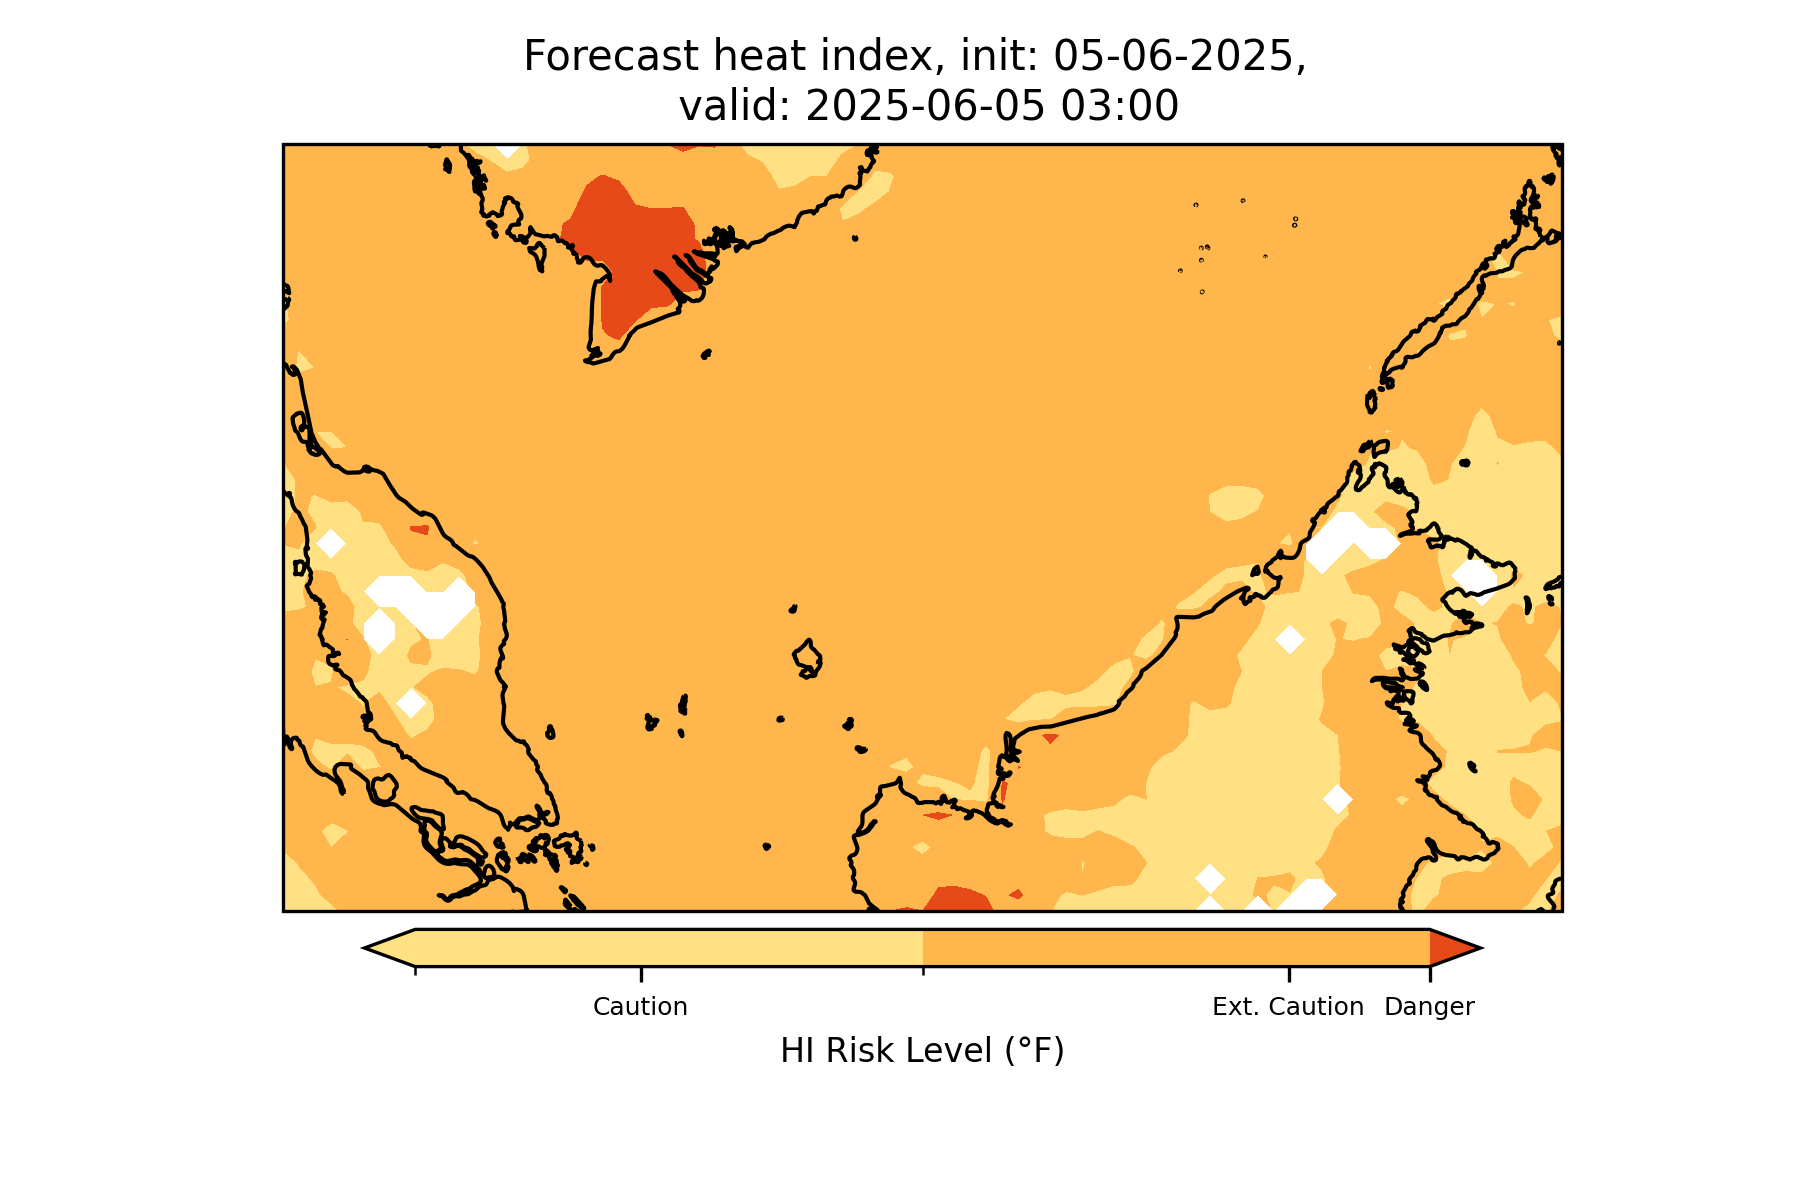 Forecast heat index, init: 05-06-2025,
valid: 2025-06-05 03:00
Caution
Ext. Caution
Danger
HI Risk Level (°F)